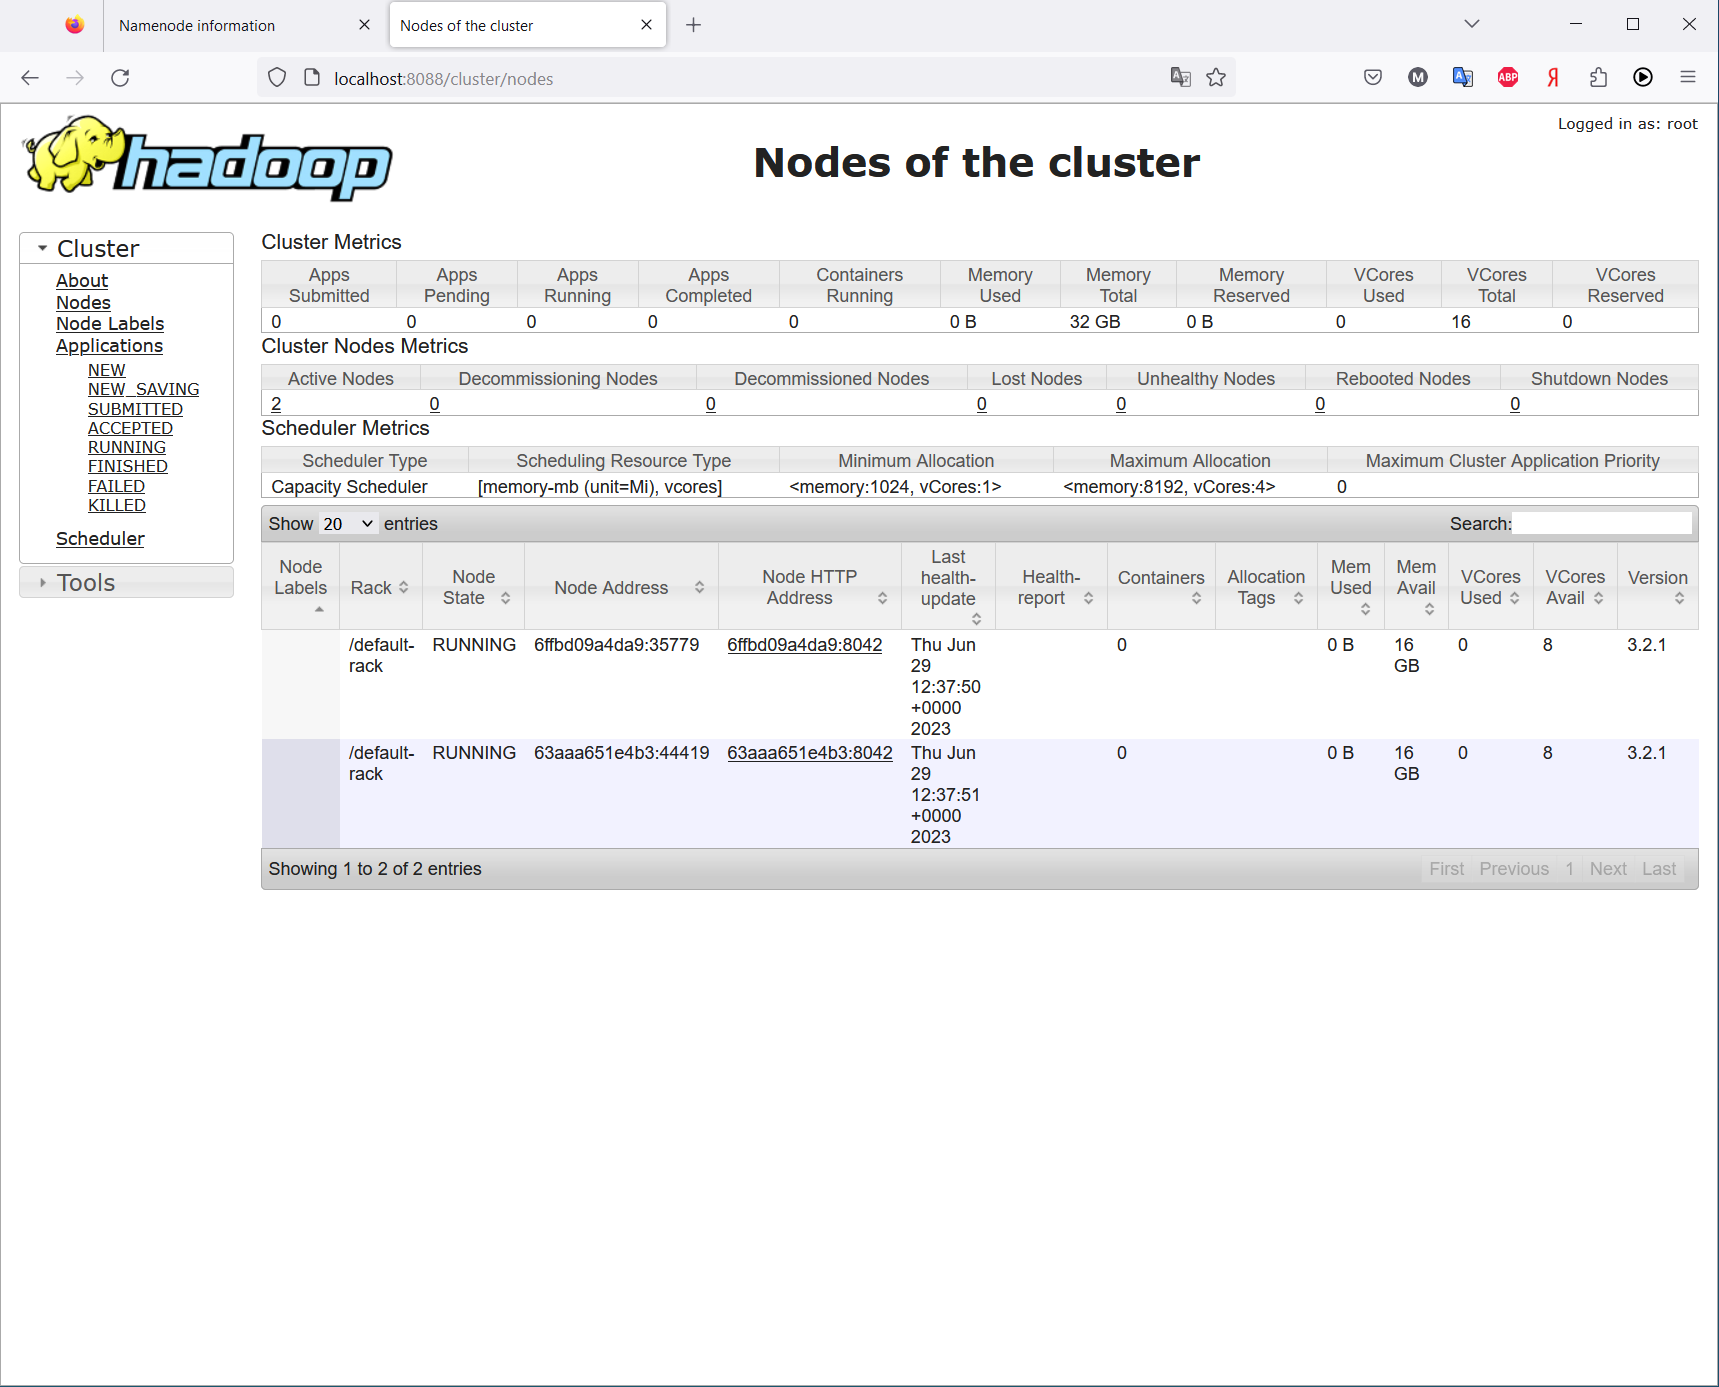 Namenode information
Nodes of the cluster
localhost:8088/cluster/nodes
M
ABP
Я
hadoop
Logged in as: root
Nodes of the cluster
Cluster
About
Nodes
Node Labels
Applications
NEW
NEW_SAVING
SUBMITTED
ACCEPTED
RUNNING
FINISHED
FAILED
KILLED
Scheduler
Tools
Cluster Metrics
Apps Submitted Apps Pending Apps Running Apps Completed Containers Running Memory Used Memory Total Memory Reserved VCores Used VCores Total VCores Reserved
0 0 0 0 0 0 B 32 GB 0 B 0 16 0
Cluster Nodes Metrics
Active Nodes Decommissioning Nodes Decommissioned Nodes Lost Nodes Unhealthy Nodes Rebooted Nodes Shutdown Nodes
2 0 0 0 0 0 0
Scheduler Metrics
Scheduler Type Scheduling Resource Type Minimum Allocation Maximum Allocation Maximum Cluster Application Priority
Capacity Scheduler [memory-mb (unit=Mi), vcores] <memory:1024, vCores:1> <memory:8192, vCores:4> 0
Show 20 entries Search:
Node Labels Rack Node State Node Address Node HTTP Address Last health-update Health-report Containers Allocation Tags Mem Used Mem Avail VCores Used VCores Avail Version
/default-rack RUNNING 6ffbd09a4da9:35779 6ffbd09a4da9:8042 Thu Jun 29 12:37:50 +0000 2023 0 0 B 16 GB 0 8 3.2.1
/default-rack RUNNING 63aaa651e4b3:44419 63aaa651e4b3:8042 Thu Jun 29 12:37:51 +0000 2023 0 0 B 16 GB 0 8 3.2.1
Showing 1 to 2 of 2 entries First Previous 1 Next Last